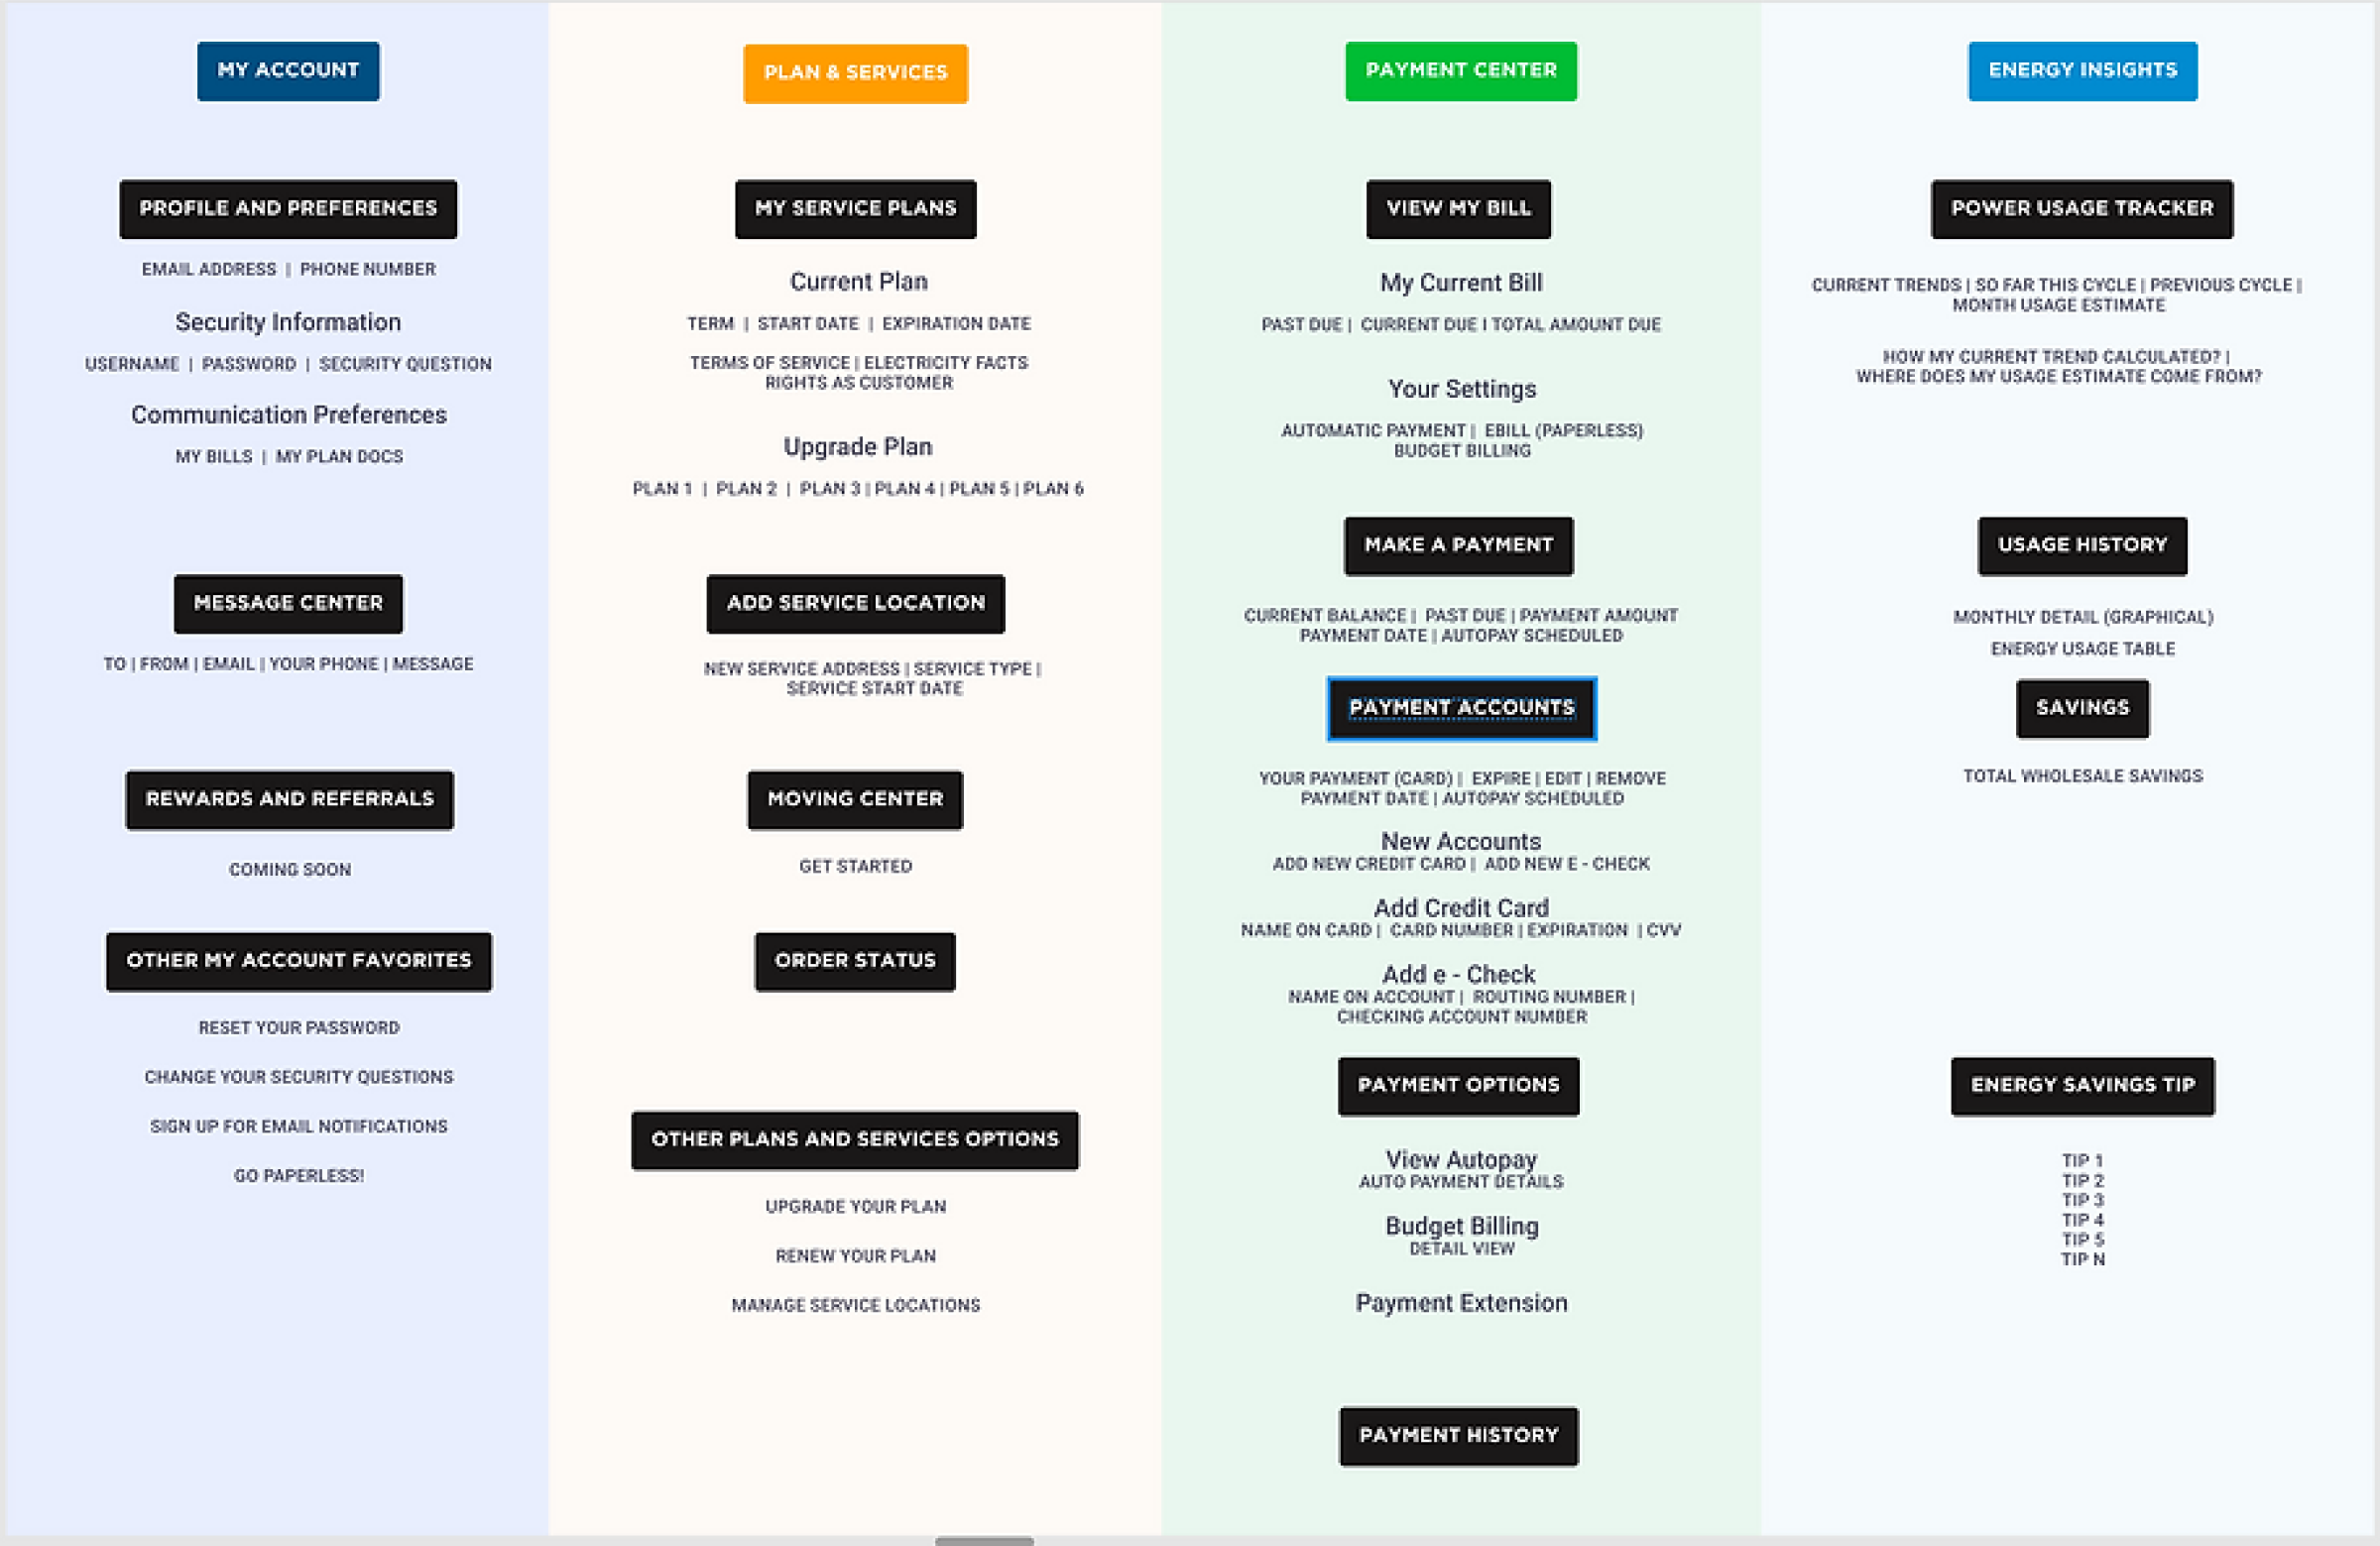 MY ACCOUNT
PROFILE AND PREFERENCES
EMAIL ADDRESS | PHONE NUMBER
Security Information
USERNAME | PASSWORD | SECURITY QUESTION
Communication Preferences
MY BILLS | MY PLAN DOCS
MESSAGE CENTER
TO | FROM | EMAIL | YOUR PHONE | MESSAGE
REWARDS AND REFERRALS
COMING SOON
OTHER MY ACCOUNT FAVORITES
RESET YOUR PASSWORD
CHANGE YOUR SECURITY QUESTIONS
SIGN UP FOR EMAIL NOTIFICATIONS
GO PAPERLESS!
PLAN & SERVICES
MY SERVICE PLANS
Current Plan
TERM | START DATE | EXPIRATION DATE
TERMS OF SERVICE | ELECTRICITY FACTS
RIGHTS AS CUSTOMER
Upgrade Plan
PLAN 1 | PLAN 2 | PLAN 3 | PLAN 4 | PLAN 5 | PLAN 6
ADD SERVICE LOCATION
NEW SERVICE ADDRESS | SERVICE TYPE |
SERVICE START DATE
MOVING CENTER
GET STARTED
ORDER STATUS
OTHER PLANS AND SERVICES OPTIONS
UPGRADE YOUR PLAN
RENEW YOUR PLAN
MANAGE SERVICE LOCATIONS
PAYMENT CENTER
VIEW MY BILL
My Current Bill
PAST DUE | CURRENT DUE I TOTAL AMOUNT DUE
Your Settings
AUTOMATIC PAYMENT | EBILL (PAPERLESS)
BUDGET BILLING
MAKE A PAYMENT
CURRENT BALANCE | PAST DUE | PAYMENT AMOUNT
PAYMENT DATE | AUTOPAY SCHEDULED
PAYMENT ACCOUNTS
YOUR PAYMENT (CARD) | EXPIRE | EDIT | REMOVE
PAYMENT DATE | AUTOPAY SCHEDULED
New Accounts
ADD NEW CREDIT CARD | ADD NEW E - CHECK
Add Credit Card
NAME ON CARD | CARD NUMBER | EXPIRATION | CVV
Add e - Check
NAME ON ACCOUNT | ROUTING NUMBER |
CHECKING ACCOUNT NUMBER
PAYMENT OPTIONS
View Autopay
AUTO PAYMENT DETAILS
Budget Billing
DETAIL VIEW
Payment Extension
PAYMENT HISTORY
ENERGY INSIGHTS
POWER USAGE TRACKER
CURRENT TRENDS | SO FAR THIS CYCLE | PREVIOUS CYCLE |
MONTH USAGE ESTIMATE
HOW MY CURRENT TREND CALCULATED? |
WHERE DOES MY USAGE ESTIMATE COME FROM?
USAGE HISTORY
MONTHLY DETAIL (GRAPHICAL)
ENERGY USAGE TABLE
SAVINGS
TOTAL WHOLESALE SAVINGS
ENERGY SAVINGS TIP
TIP 1
TIP 2
TIP 3
TIP 4
TIP 5
TIP N